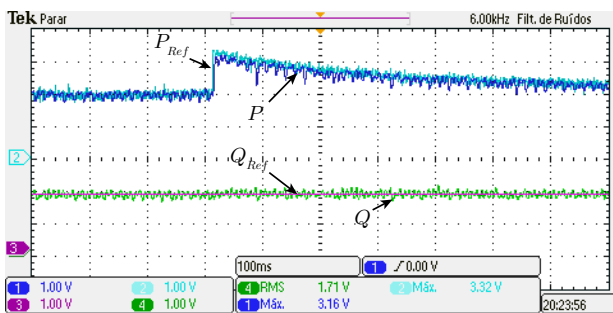 Tek Parar 6.00kHz Filt. de Ruídos
P_Ref
P
2
Q_Ref
Q
3
100ms 1 ƒ 0.00 V
1 1.00 V 2 1.00 V 4 RMS 1.71 V 2 Máx. 3.32 V
3 1.00 V 4 1.00 V 1 Máx. 3.16 V 20:23:56